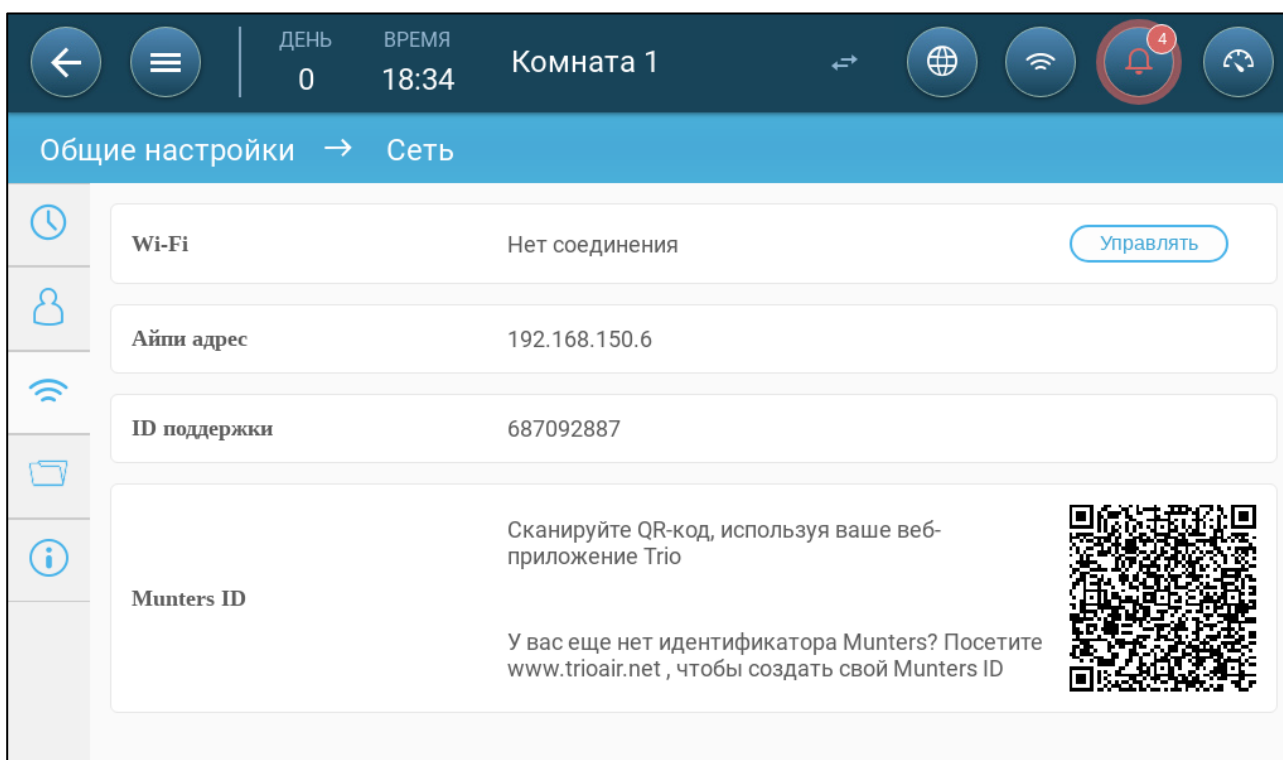 ДЕНЬ
0
ВРЕМЯ
18:34
Комната 1
4
Общие настройки → Сеть
Wi-Fi
Нет соединения
Управлять
Айпи адрес
192.168.150.6
ID поддержки
687092887
Munters ID
Сканируйте QR-код, используя ваше веб-
приложение Trio
У вас еще нет идентификатора Munters? Посетите
www.trioair.net , чтобы создать свой Munters ID